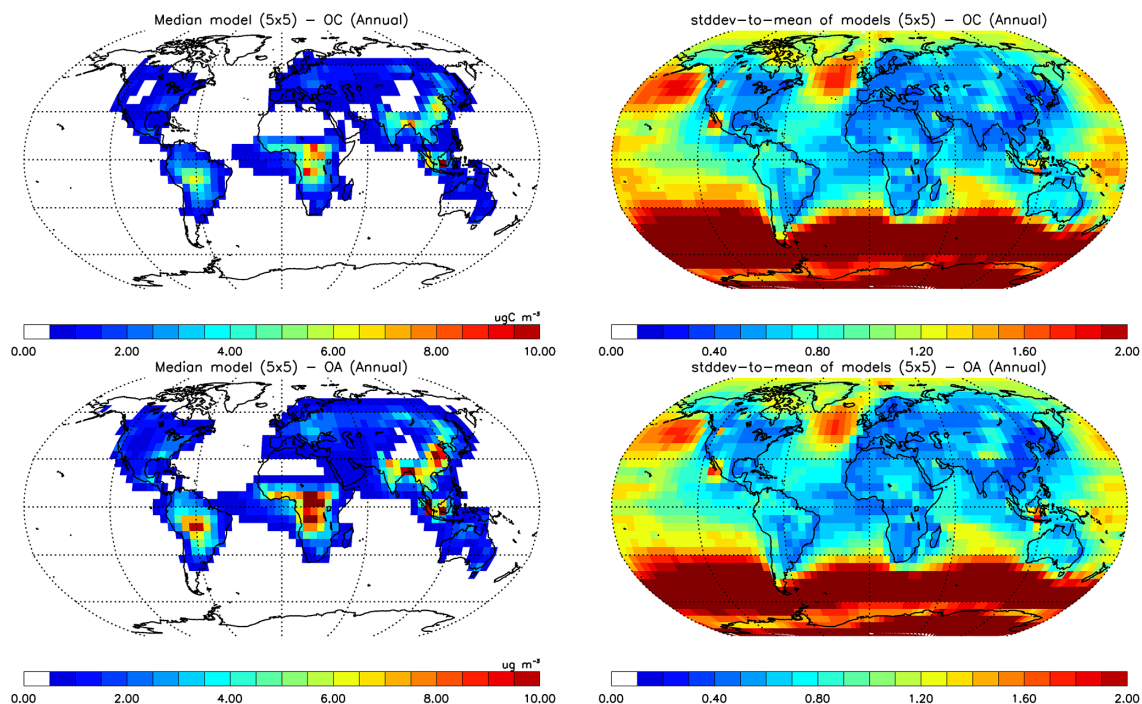 Median model (5x5) - OC (Annual)
stddev-to-mean of models (5x5) - OC (Annual)
ugC m⁻³
0.00 2.00 4.00 6.00 8.00 10.00
0.00 0.40 0.80 1.20 1.60 2.00
Median model (5x5) - OA (Annual)
stddev-to-mean of models (5x5) - OA (Annual)
ug m⁻³
0.00 2.00 4.00 6.00 8.00 10.00
0.00 0.40 0.80 1.20 1.60 2.00